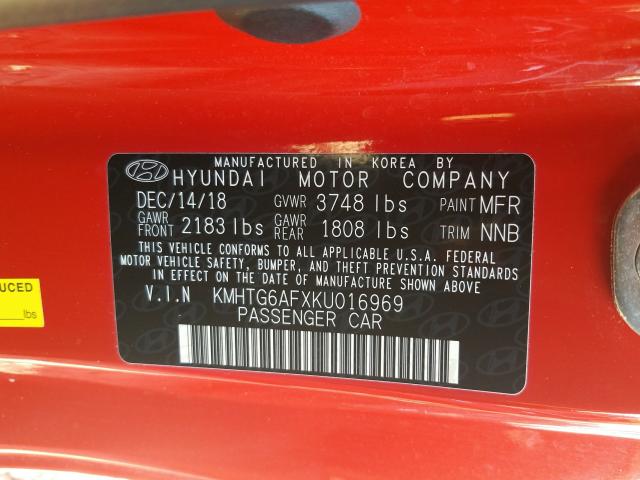 MANUFACTURED IN KOREA BY
HYUNDAI MOTOR COMPANY
DEC/14/18 GVWR 3748 lbs PAINT MFR
GAWR FRONT 2183 lbs GAWR REAR 1808 lbs TRIM NNB
THIS VEHICLE CONFORMS TO ALL APPLICABLE U.S.A. FEDERAL
MOTOR VEHICLE SAFETY, BUMPER, AND THEFT PREVENTION STANDARDS
IN EFFECT ON THE DATE OF MANUFACTURE SHOWN ABOVE.
V.I.N KMHTG6AFXKU016969
PASSENGER CAR
UCED
lbs